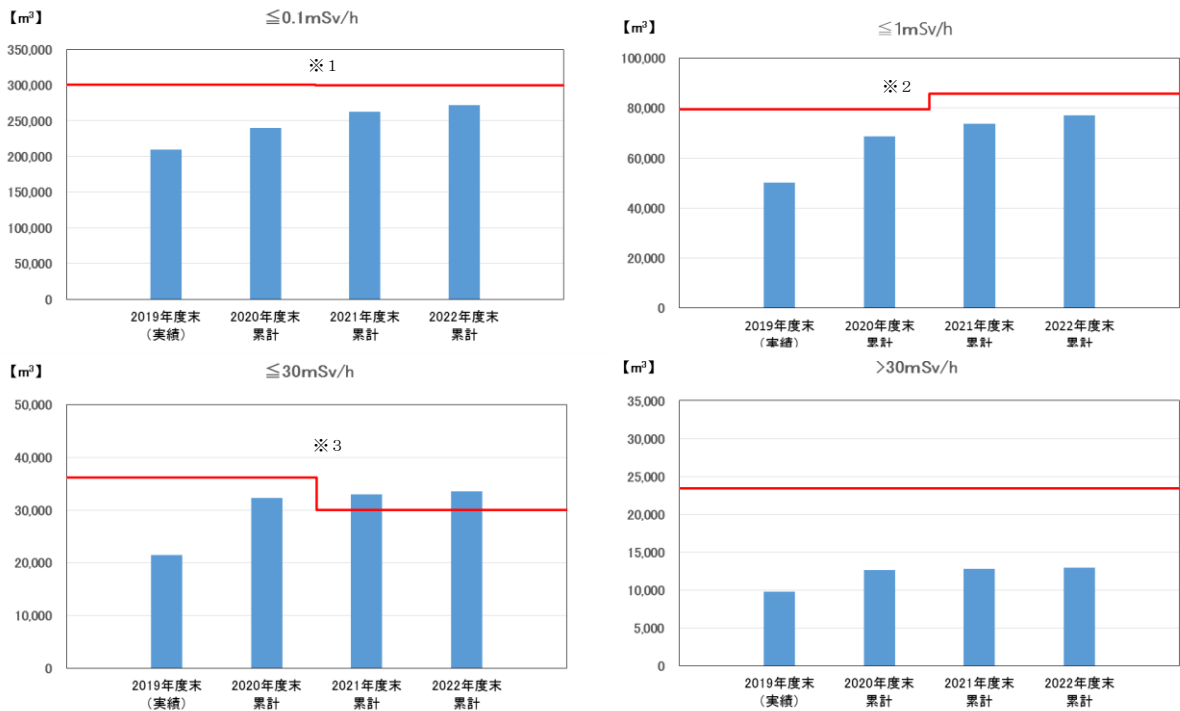 【m³】
≦0.1mSv/h
350,000
300,000
250,000
200,000
150,000
100,000
50,000
0
※1
2019年度末 2020年度末 2021年度末 2022年度末
（実績） 累計 累計 累計
【m³】
≦1mSv/h
100,000
80,000
60,000
40,000
20,000
0
※2
2019年度末 2020年度末 2021年度末 2022年度末
（実績） 累計 累計 累計
【m³】
≦30mSv/h
50,000
40,000
30,000
20,000
10,000
0
※3
2019年度末 2020年度末 2021年度末 2022年度末
（実績） 累計 累計 累計
【m³】
>30mSv/h
35,000
30,000
25,000
20,000
15,000
10,000
5,000
0
2019年度末 2020年度末 2021年度末 2022年度末
（実績） 累計 累計 累計